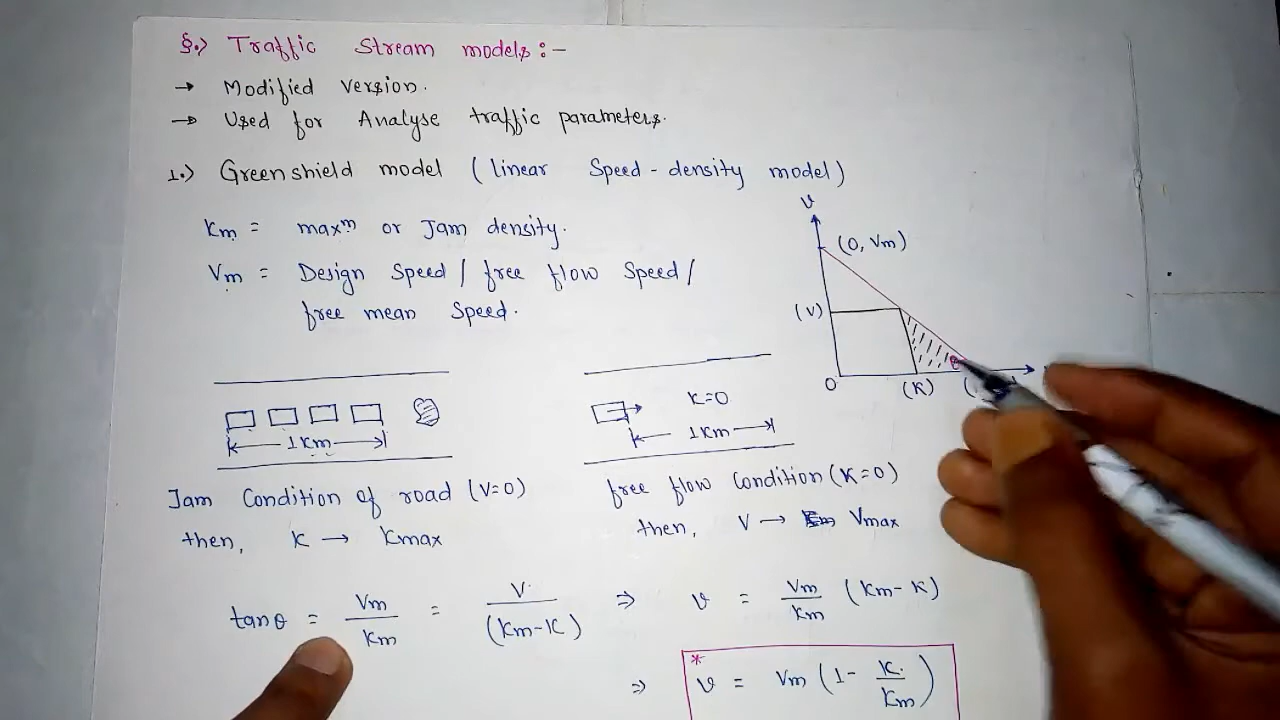 §.) Traffic Stream models :-
→ Modified version.
→ Used for Analyse traffic parameters.
1.) Greenshield model (linear Speed - density model)
Km = maxᵐ or Jam density.
Vm = Design Speed / free flow Speed /
free mean Speed.
v
(0, Vm)
(V)
θ
0
(K)
1 Km
K=0
1 Km
Jam Condition of road (V=0)
then, K → Kmax
free flow Condition (K=0)
then, V → Vmax
tanθ = Vm/Km = V/(Km-K) ⇒ v = Vm/Km (Km-K)
*
⇒ v = Vm (1 - K/Km)